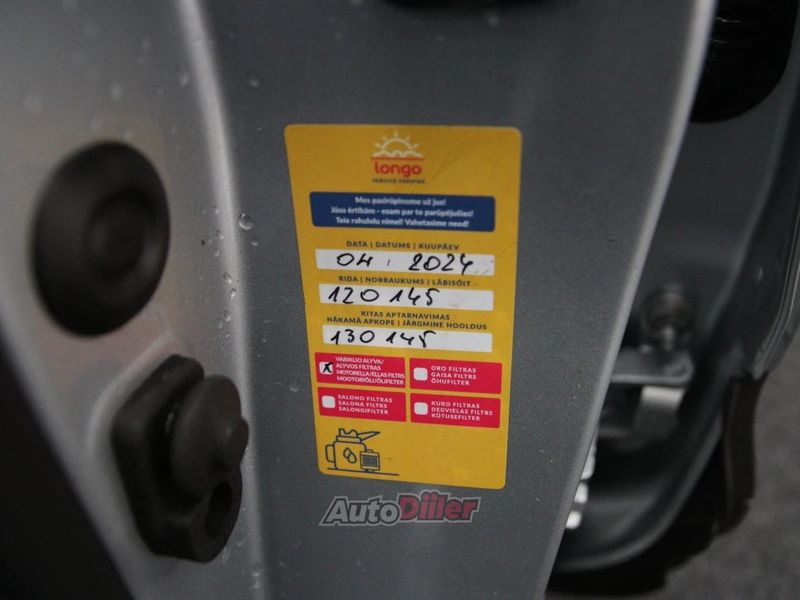 longo
SERVICE PARTNER
Mes pasirūpinome už jus!
Jūsu ērtībām - esam par to parūpējušies!
Teie rahulolu nimel! Vahetasime need!
DATA | DATUMS | KUUPÄEV
04 . 2024
RIDA | NOBRAUKUMS | LÄBISÕIT
120 145
KITAS APTARNAVIMAS
NĀKAMĀ APKOPE | JÄRGMINE HOOLDUS
130 145
x VARIKLIO ALYVA/
ALYVOS FILTRAS
MOTORELLA/EĻĻAS FILTRS
MOOTORIÕLI/ÕLIFILTER
ORO FILTRAS
GAISA FILTRS
ÕHUFILTER
SALONO FILTRAS
SALONA FILTRS
SALONGIFILTER
KURO FILTRAS
DEGVIELAS FILTRS
KÜTUSEFILTER
AutoDiiler